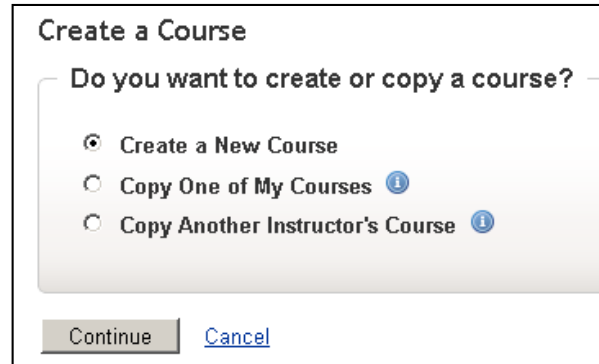 Create a Course
Do you want to create or copy a course?
Create a New Course
Copy One of My Courses
Copy Another Instructor's Course
Continue Cancel